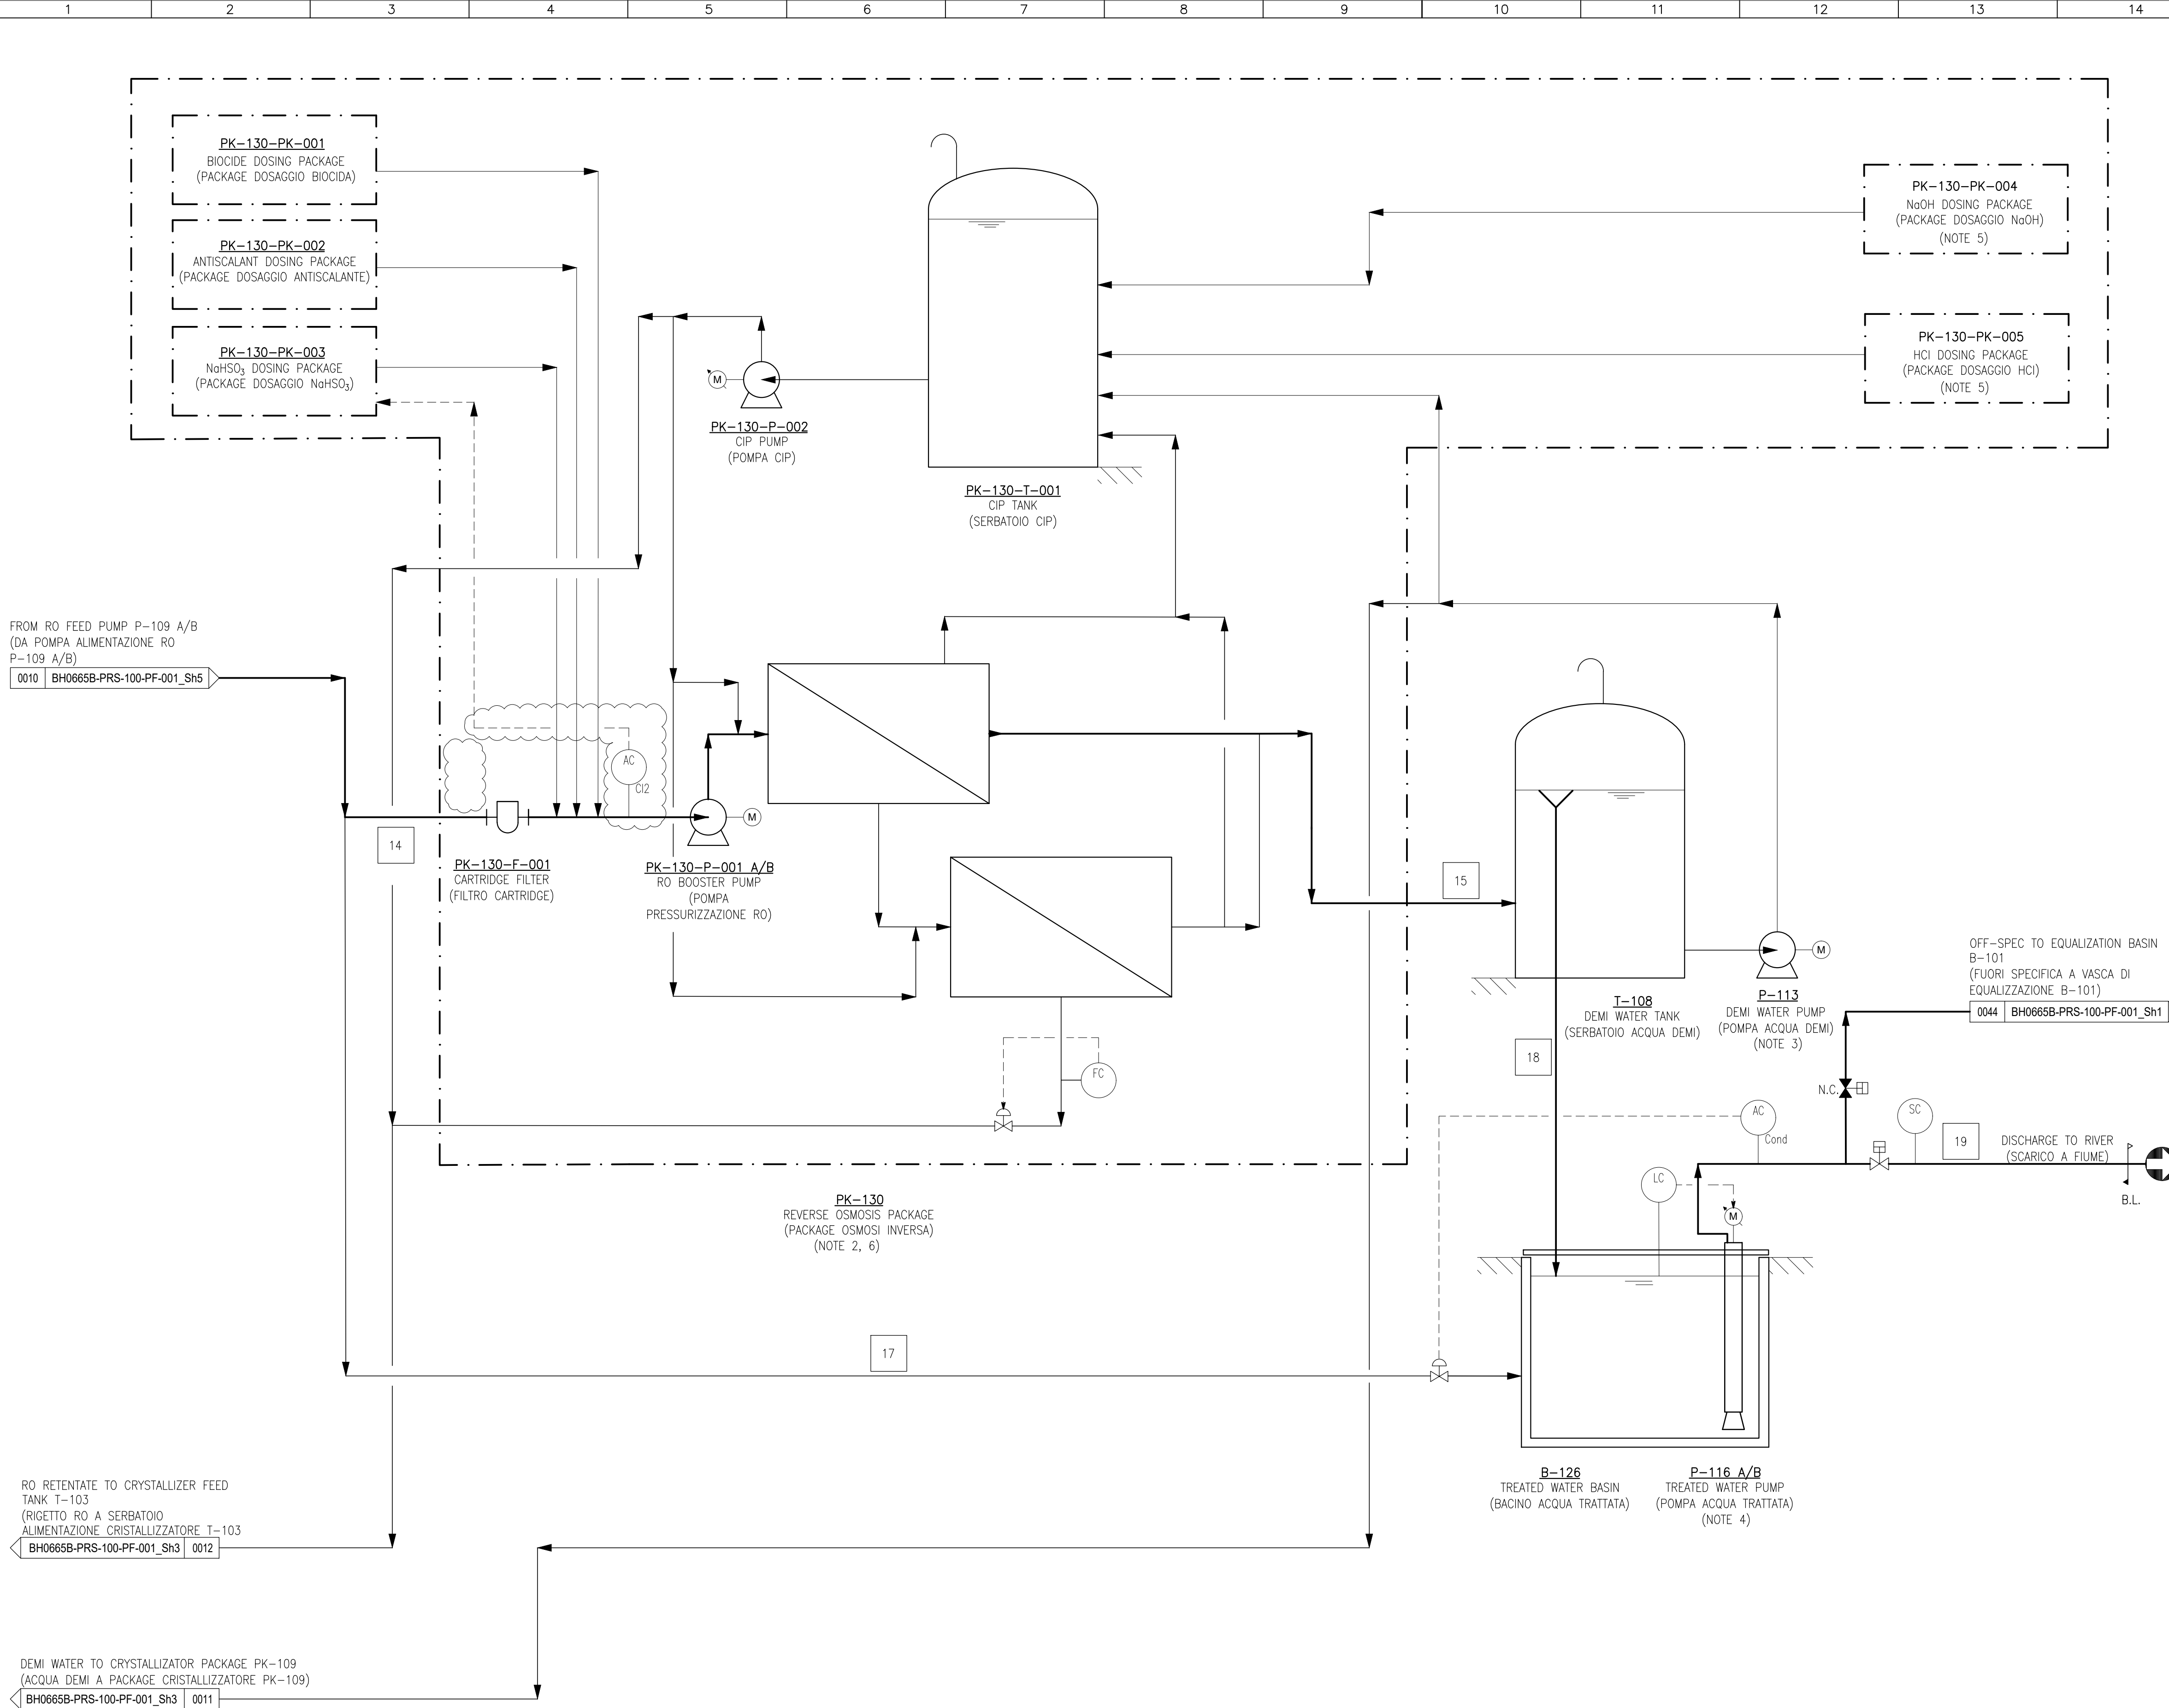 1 2 3 4 5 6 7 8 9 10 11 12 13 14
PK-130-PK-001
BIOCIDE DOSING PACKAGE
(PACKAGE DOSAGGIO BIOCIDA)
PK-130-PK-002
ANTISCALANT DOSING PACKAGE
(PACKAGE DOSAGGIO ANTISCALANTE)
PK-130-PK-003
NaHSO3 DOSING PACKAGE
(PACKAGE DOSAGGIO NaHSO3)
PK-130-PK-004
NaOH DOSING PACKAGE
(PACKAGE DOSAGGIO NaOH)
(NOTE 5)
PK-130-PK-005
HCl DOSING PACKAGE
(PACKAGE DOSAGGIO HCl)
(NOTE 5)
M
PK-130-P-002
CIP PUMP
(POMPA CIP)
PK-130-T-001
CIP TANK
(SERBATOIO CIP)
FROM RO FEED PUMP P-109 A/B
(DA POMPA ALIMENTAZIONE RO
P-109 A/B)
0010 BH0665B-PRS-100-PF-001_Sh5
AC
Cl2
M
14
PK-130-F-001
CARTRIDGE FILTER
(FILTRO CARTRIDGE)
PK-130-P-001 A/B
RO BOOSTER PUMP
(POMPA
PRESSURIZZAZIONE RO)
15
M
T-108
DEMI WATER TANK
(SERBATOIO ACQUA DEMI)
P-113
DEMI WATER PUMP
(POMPA ACQUA DEMI)
(NOTE 3)
OFF-SPEC TO EQUALIZATION BASIN
B-101
(FUORI SPECIFICA A VASCA DI
EQUALIZZAZIONE B-101)
0044 BH0665B-PRS-100-PF-001_Sh1
18
FC
N.C.
AC
Cond
SC
19
DISCHARGE TO RIVER
(SCARICO A FIUME)
B.L.
LC
M
PK-130
REVERSE OSMOSIS PACKAGE
(PACKAGE OSMOSI INVERSA)
(NOTE 2, 6)
17
B-126
TREATED WATER BASIN
(BACINO ACQUA TRATTATA)
P-116 A/B
TREATED WATER PUMP
(POMPA ACQUA TRATTATA)
(NOTE 4)
RO RETENTATE TO CRYSTALLIZER FEED
TANK T-103
(RIGETTO RO A SERBATOIO
ALIMENTAZIONE CRISTALLIZZATORE T-103
BH0665B-PRS-100-PF-001_Sh3 0012
DEMI WATER TO CRYSTALLIZATOR PACKAGE PK-109
(ACQUA DEMI A PACKAGE CRISTALLIZZATORE PK-109)
BH0665B-PRS-100-PF-001_Sh3 0011